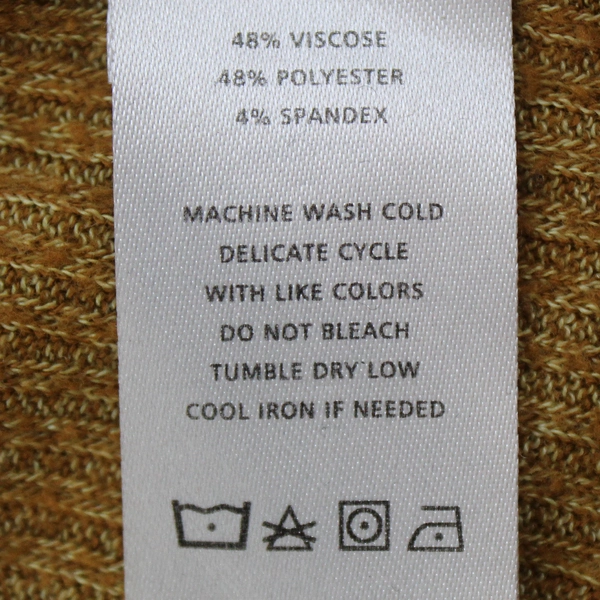 48% VISCOSE
48% POLYESTER
4% SPANDEX
MACHINE WASH COLD
DELICATE CYCLE
WITH LIKE COLORS
DO NOT BLEACH
TUMBLE DRY LOW
COOL IRON IF NEEDED